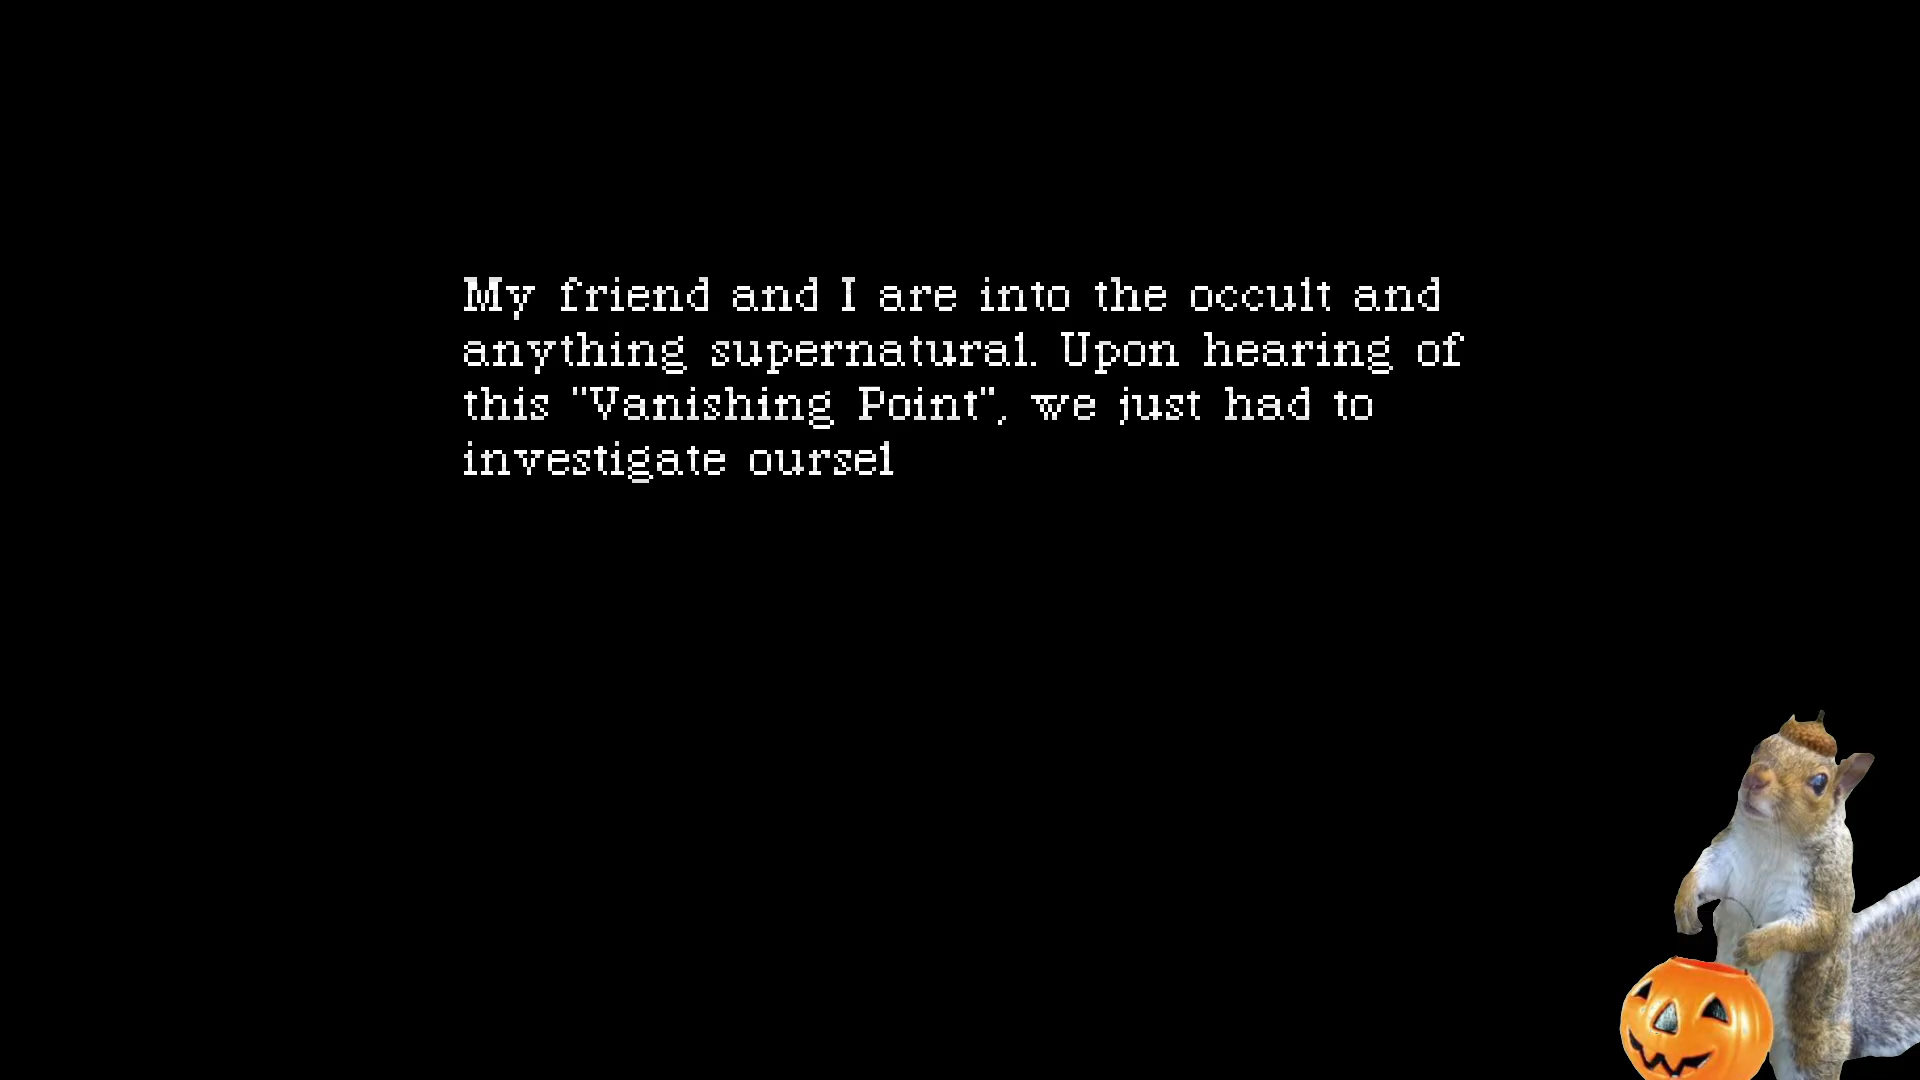 My friend and I are into the occult and
anything supernatural. Upon hearing of
this "Vanishing Point", we just had to
investigate oursel